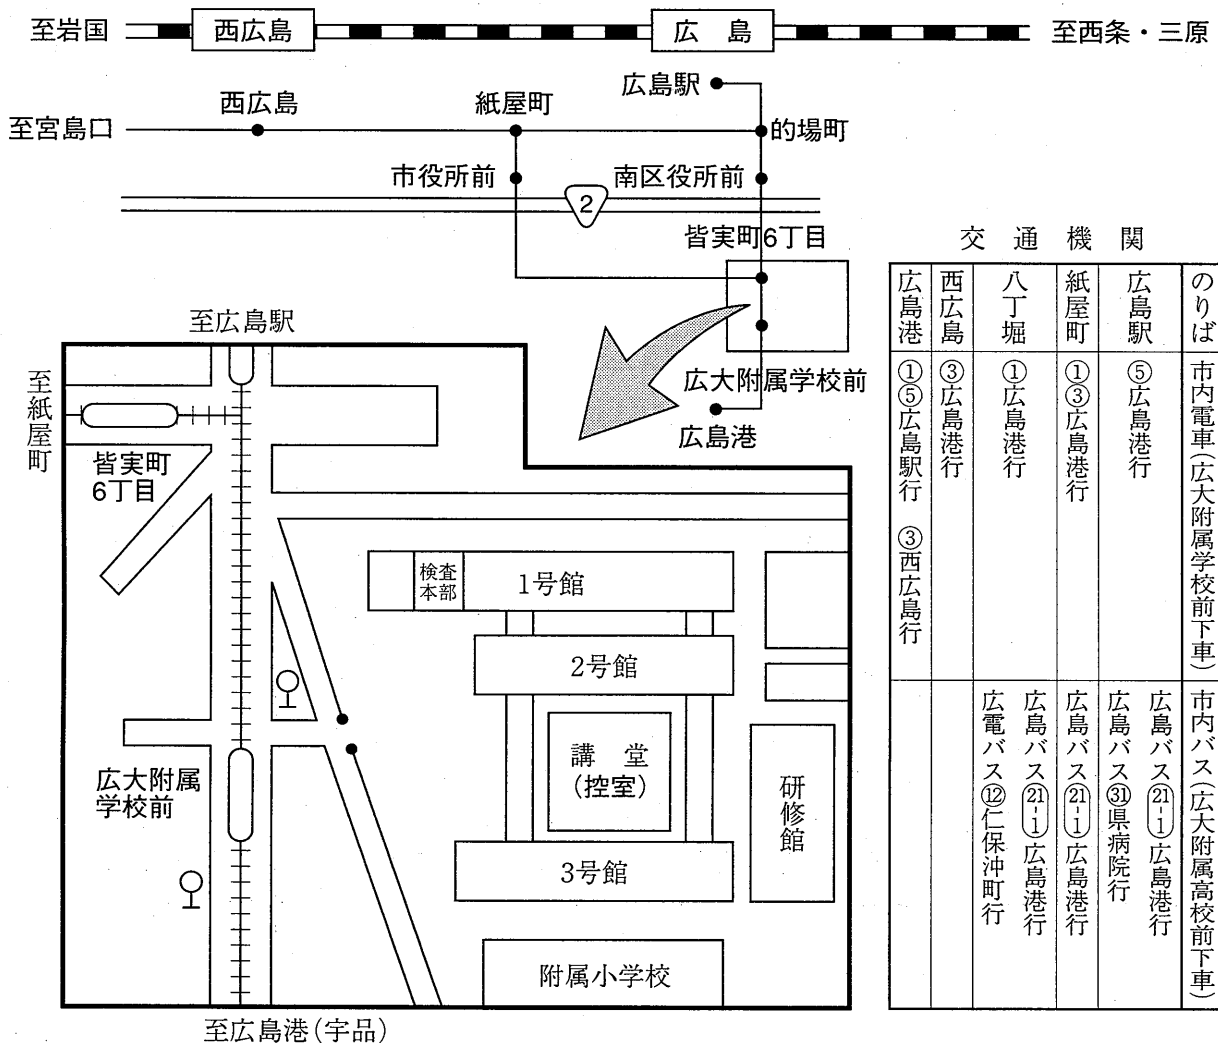 至岩国
西広島
広島
至西条・三原
広島駅
西広島
紙屋町
至宮島口
的場町
市役所前
南区役所前
2
皆実町6丁目
広大附属学校前
広島港
至広島駅
至紙屋町
皆実町
6丁目
検査
本部
1号館
2号館
講堂
(控室)
研修館
3号館
広大附属
学校前
附属小学校
至広島港(宇品)
交通機関
のりば
市内電車(広大附属学校前下車)
市内バス(広大附属高校前下車)
広島駅
⑤広島港行
広島バス21-1広島港行
広島バス㉛県病院行
紙屋町
①③広島港行
広島バス21-1広島港行
八丁堀
①広島港行
広島バス21-1広島港行
広電バス⑫仁保沖町行
西広島
③広島港行
広島港
①⑤広島駅行 ③西広島行